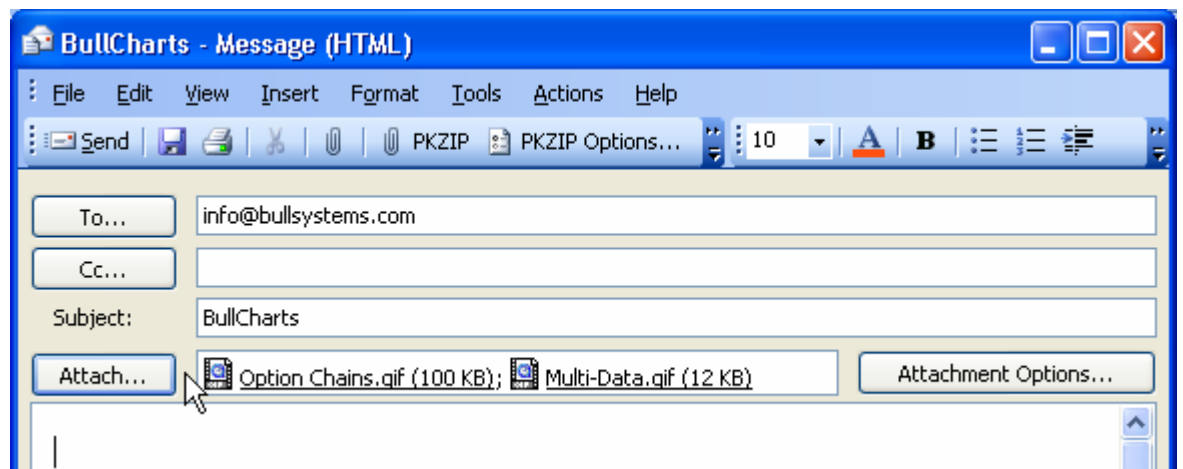 BullCharts - Message (HTML)
File Edit View Insert Format Tools Actions Help
Send PKZIP PKZIP Options... 10 A B
To... info@bullsystems.com
Cc...
Subject: BullCharts
Attach... Option Chains.gif (100 KB); Multi-Data.gif (12 KB) Attachment Options...